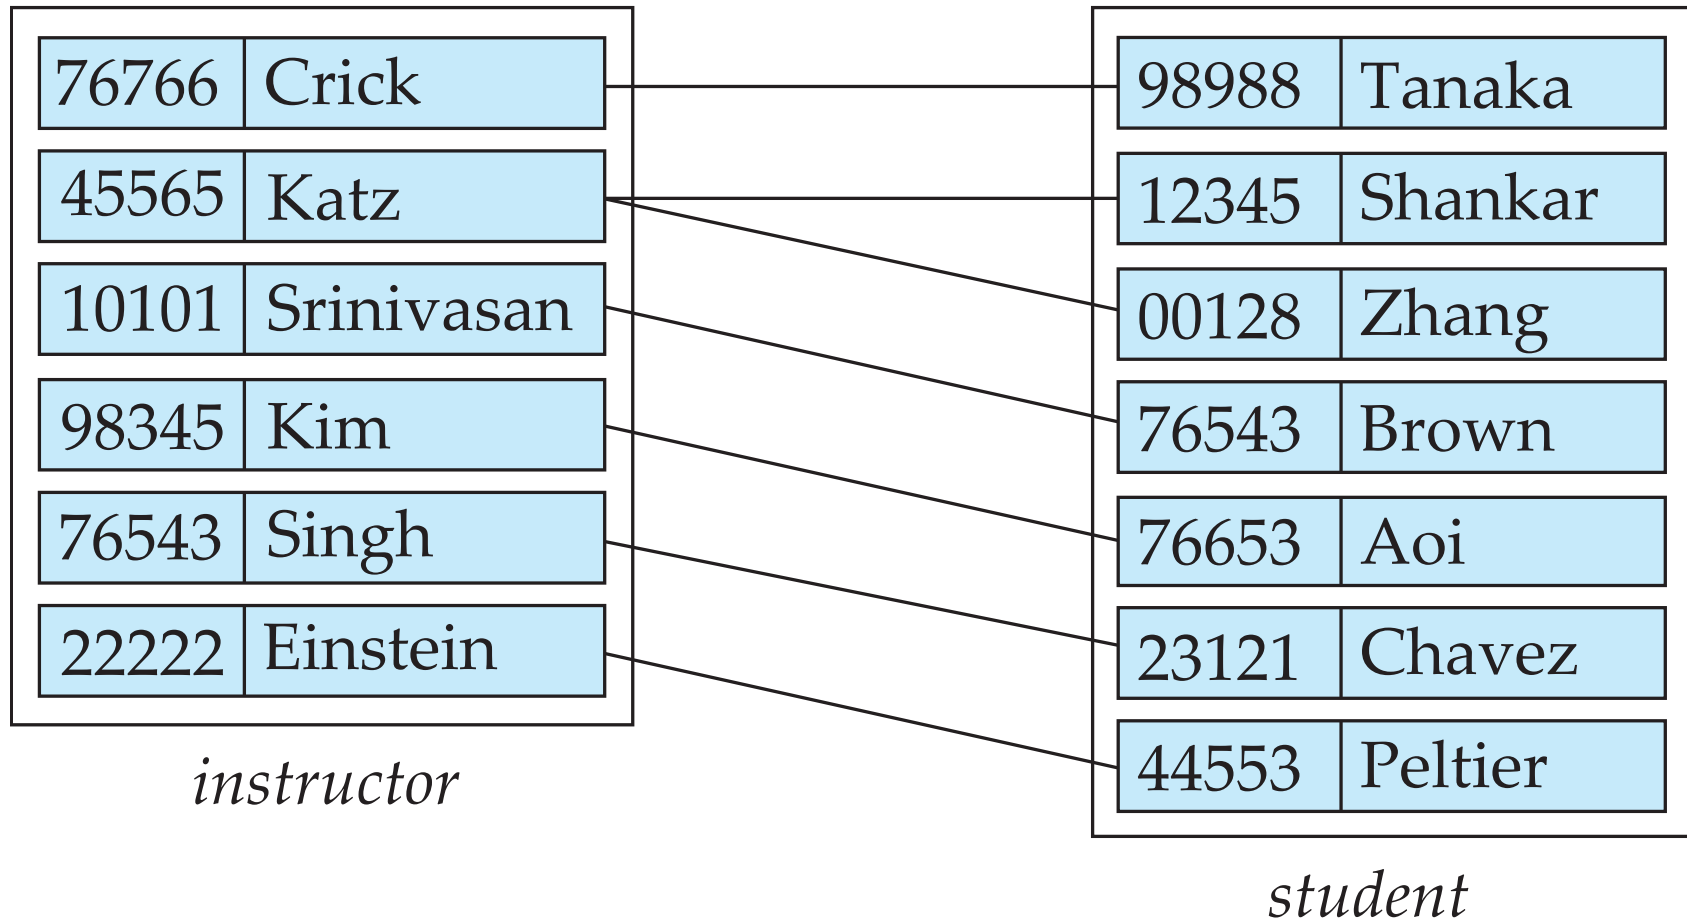 76766 Crick
45565 Katz
10101 Srinivasan
98345 Kim
76543 Singh
22222 Einstein
instructor
98988 Tanaka
12345 Shankar
00128 Zhang
76543 Brown
76653 Aoi
23121 Chavez
44553 Peltier
student